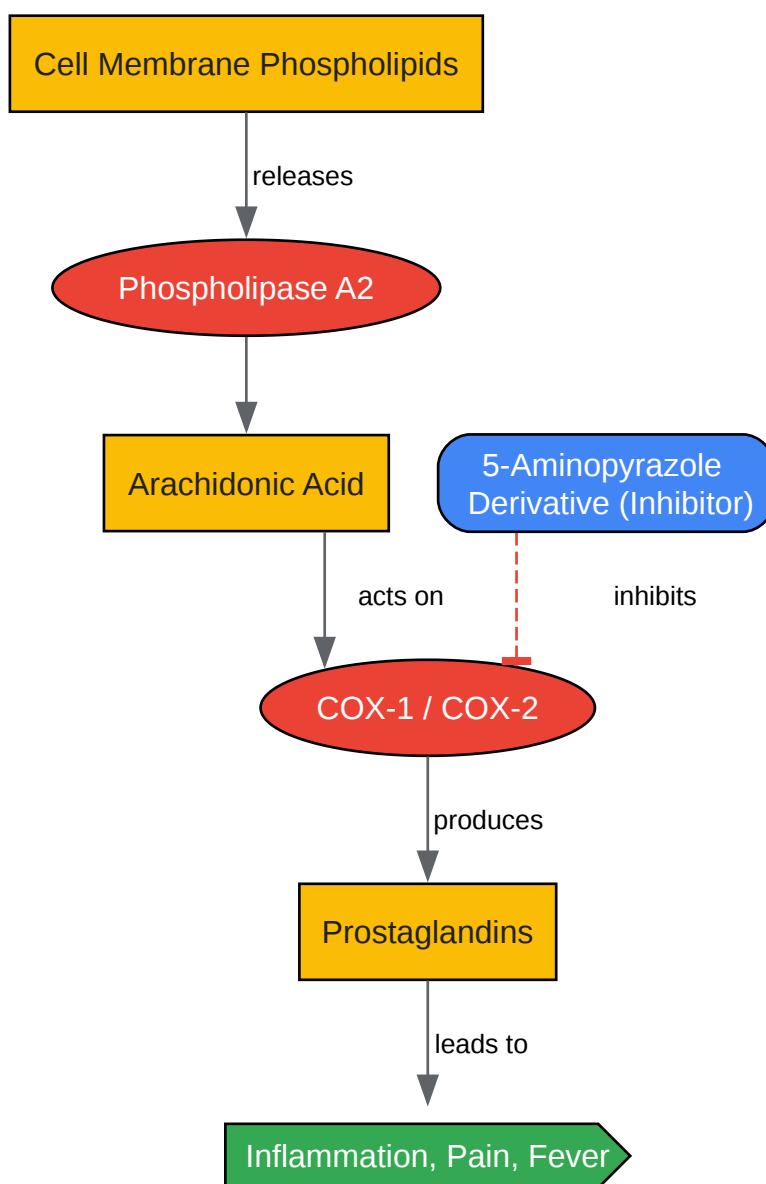 Cell Membrane Phospholipids
releases
Phospholipase A2
Arachidonic Acid
5-Aminopyrazole
Derivative (Inhibitor)
acts on
inhibits
COX-1 / COX-2
produces
Prostaglandins
leads to
Inflammation, Pain, Fever